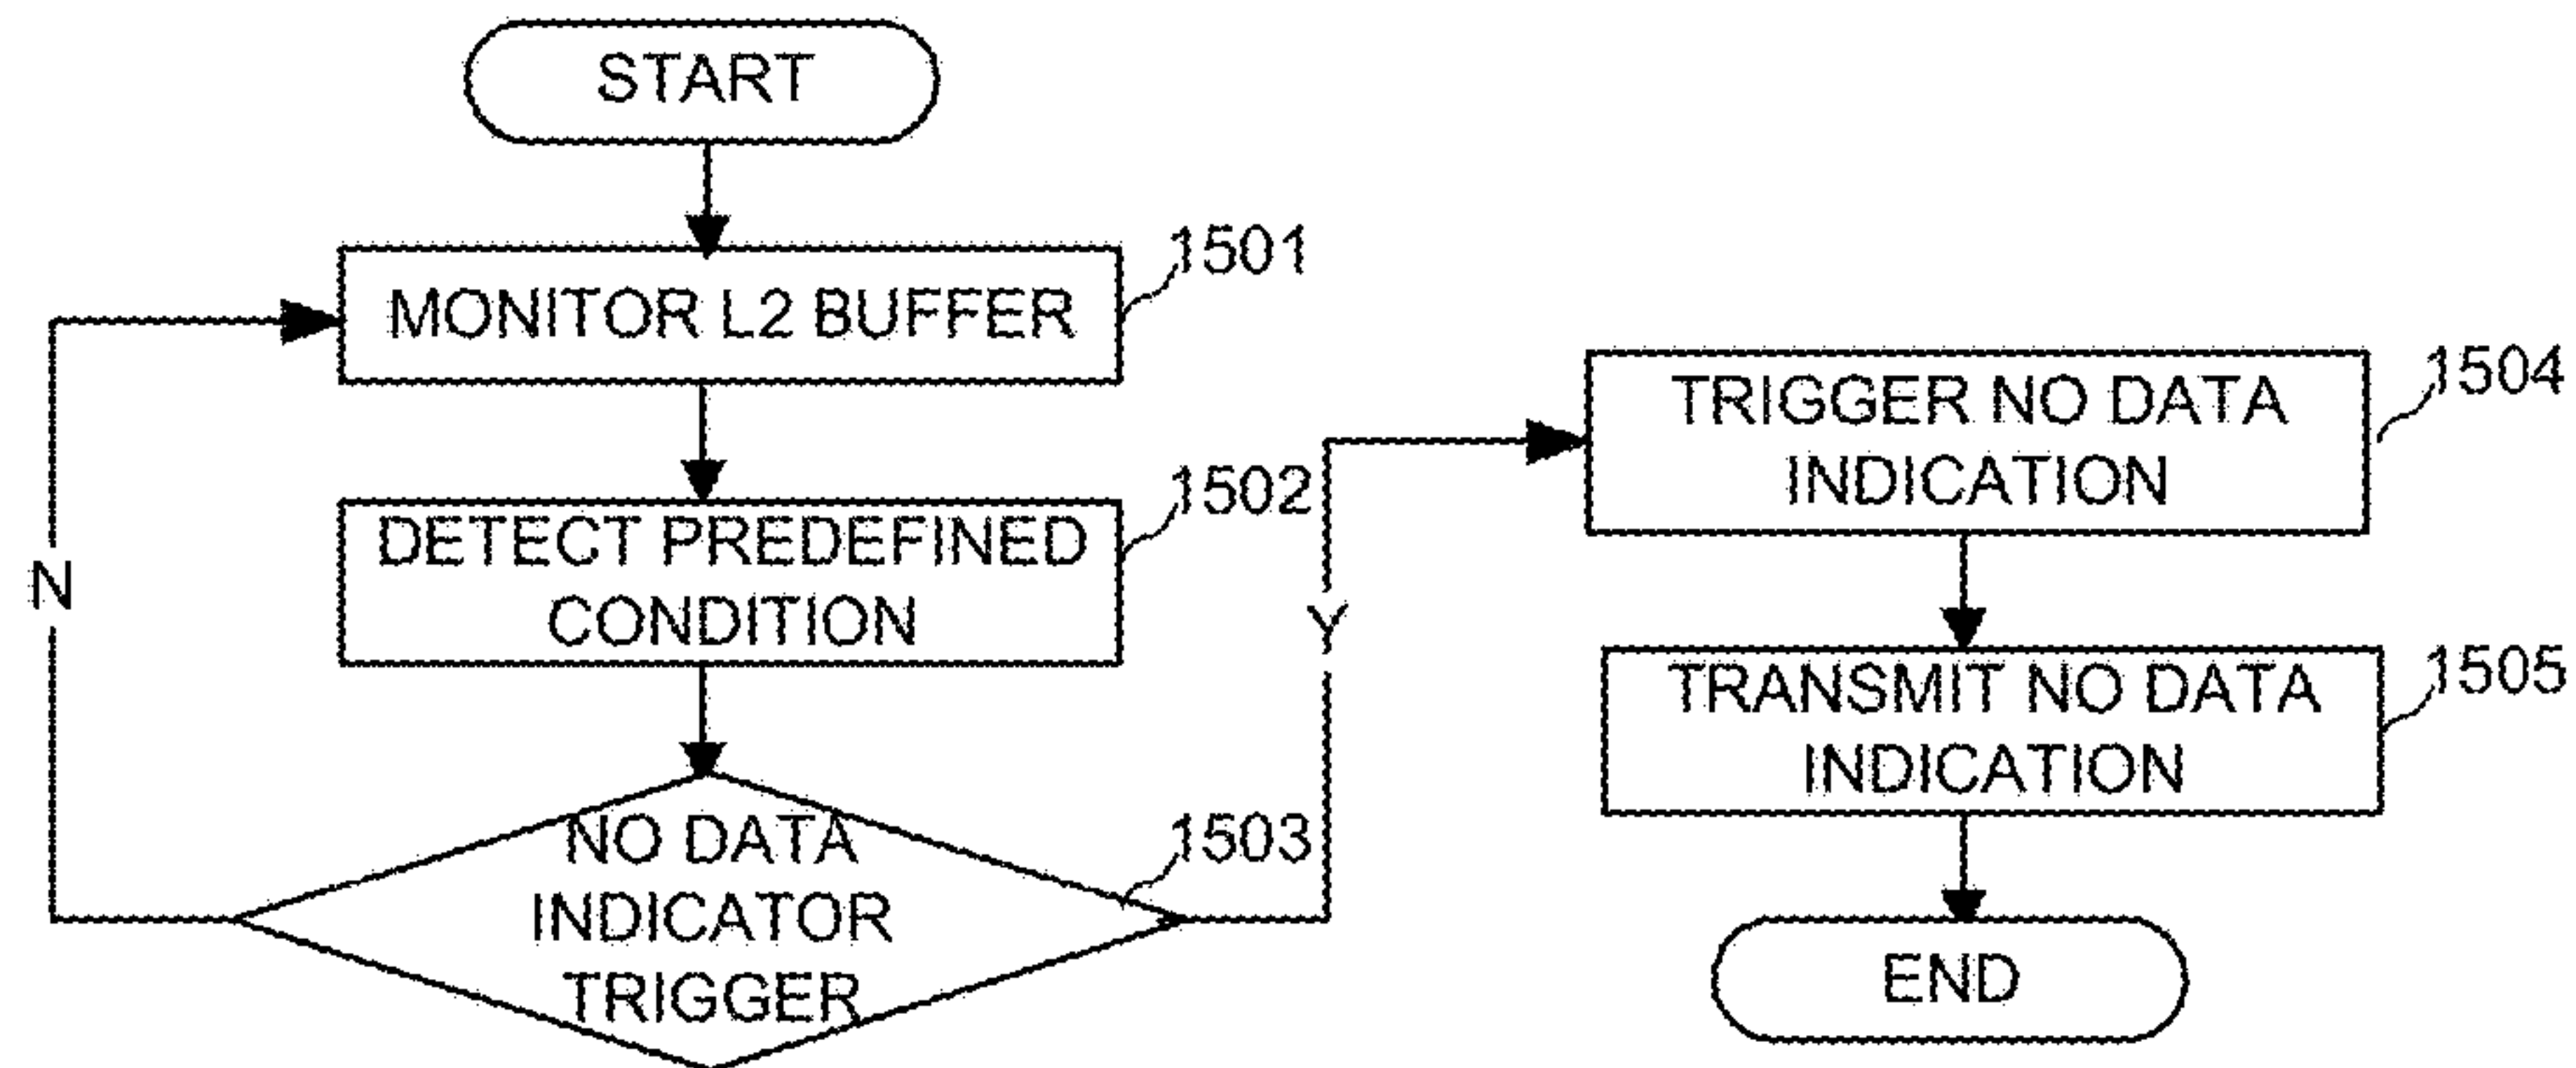 START
MONITOR L2 BUFFER
1501
DETECT PREDEFINED
CONDITION
1502
NO DATA
INDICATOR
TRIGGER
1503
N
Y
TRIGGER NO DATA
INDICATION
1504
TRANSMIT NO DATA
INDICATION
1505
END